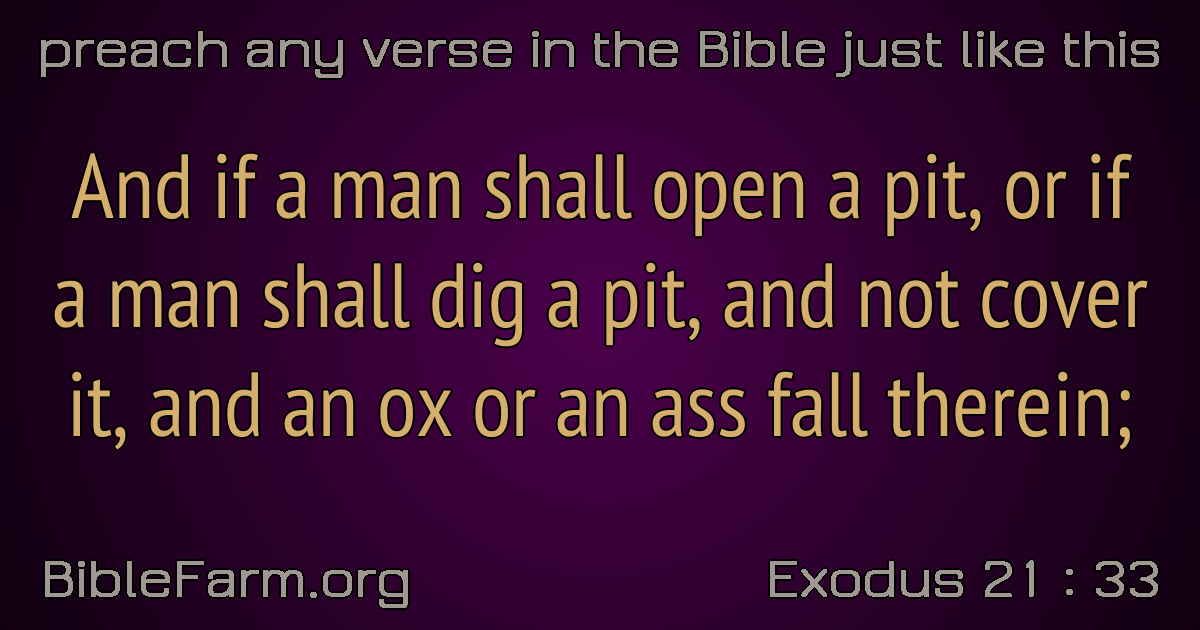 preach any verse in the Bible just like this
And if a man shall open a pit, or if
a man shall dig a pit, and not cover
it, and an ox or an ass fall therein;
BibleFarm.org
Exodus 21 : 33